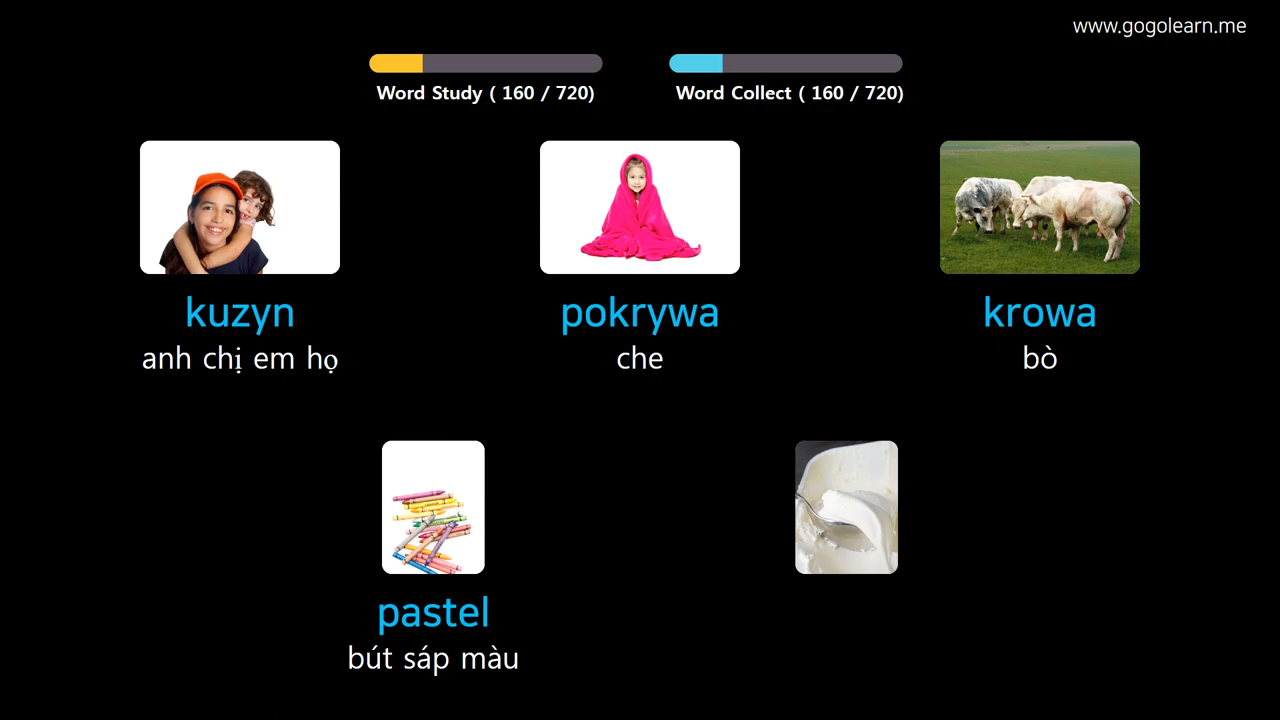 www.gogolearn.me
Word Study ( 160 / 720)
Word Collect ( 160 / 720)
kuzyn
anh chị em họ
pokrywa
che
krowa
bò
pastel
bút sáp màu